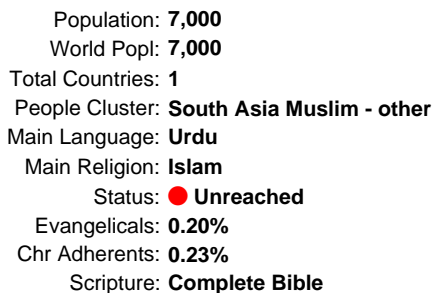 Population: 7,000
World Popl: 7,000
Total Countries: 1
People Cluster: South Asia Muslim - other
Main Language: Urdu
Main Religion: Islam
Status: Unreached
Evangelicals: 0.20%
Chr Adherents: 0.23%
Scripture: Complete Bible